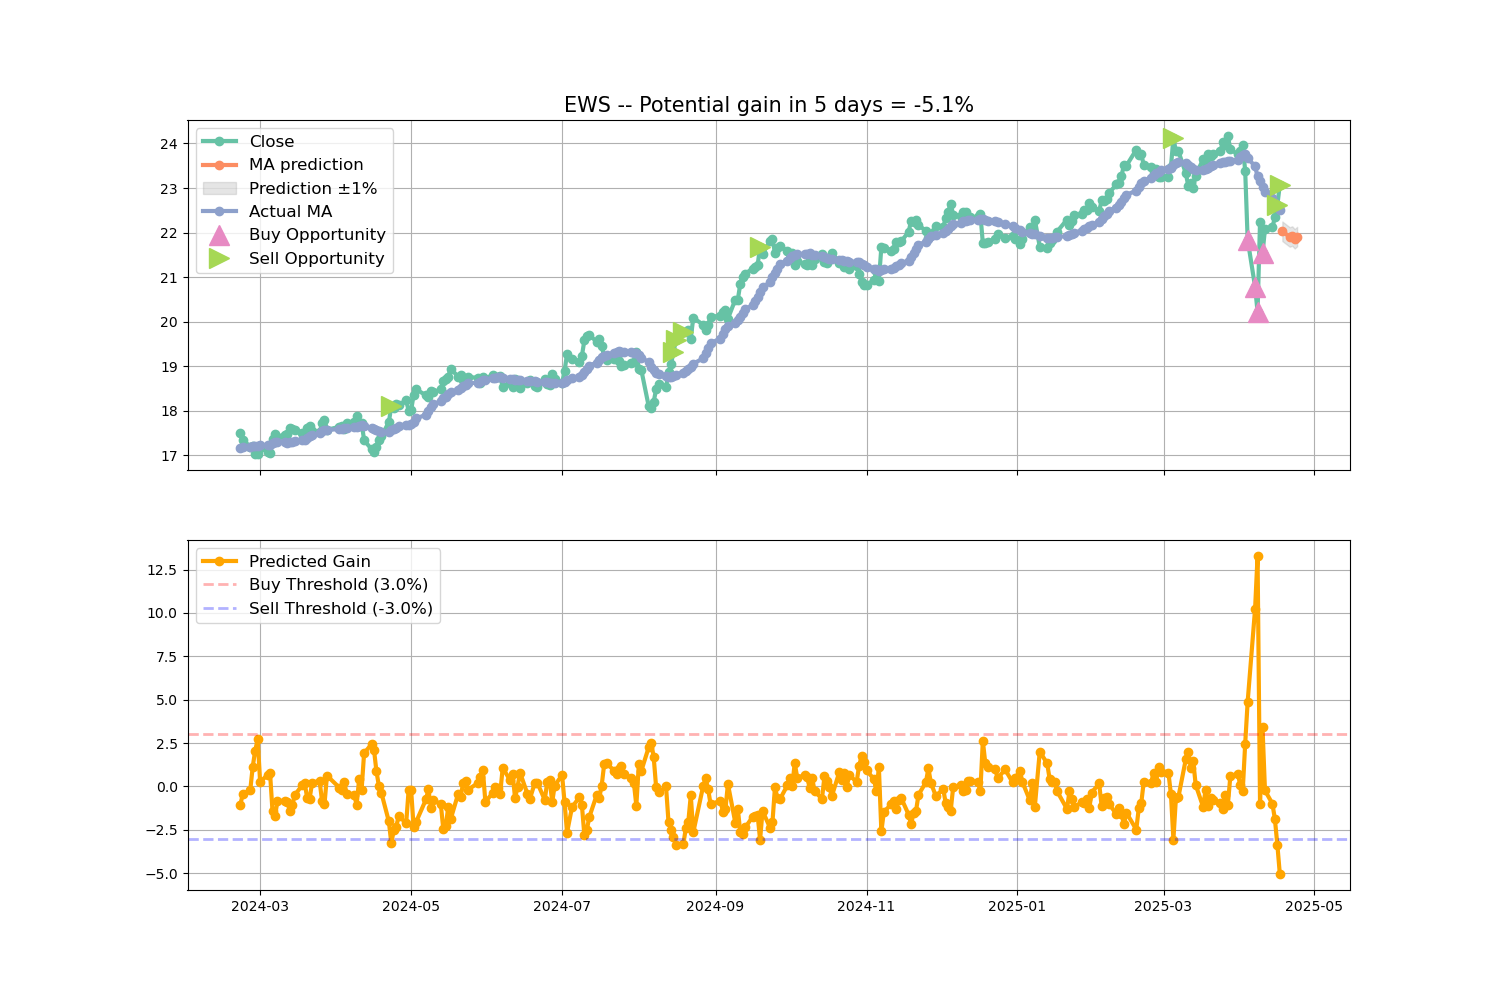 EWS -- Potential gain in 5 days = -5.1%
24
23
22
21
20
19
18
17
Close
MA prediction
Prediction ±1%
Actual MA
Buy Opportunity
Sell Opportunity
12.5
10.0
7.5
5.0
2.5
0.0
−2.5
−5.0
Predicted Gain
Buy Threshold (3.0%)
Sell Threshold (-3.0%)
2024-03 2024-05 2024-07 2024-09 2024-11 2025-01 2025-03 2025-05